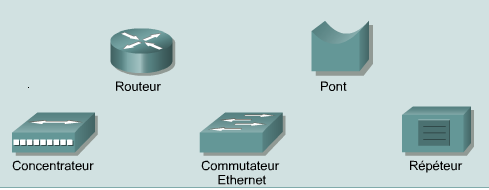 Routeur
Pont
Concentrateur
Commutateur
Ethernet
Répéteur